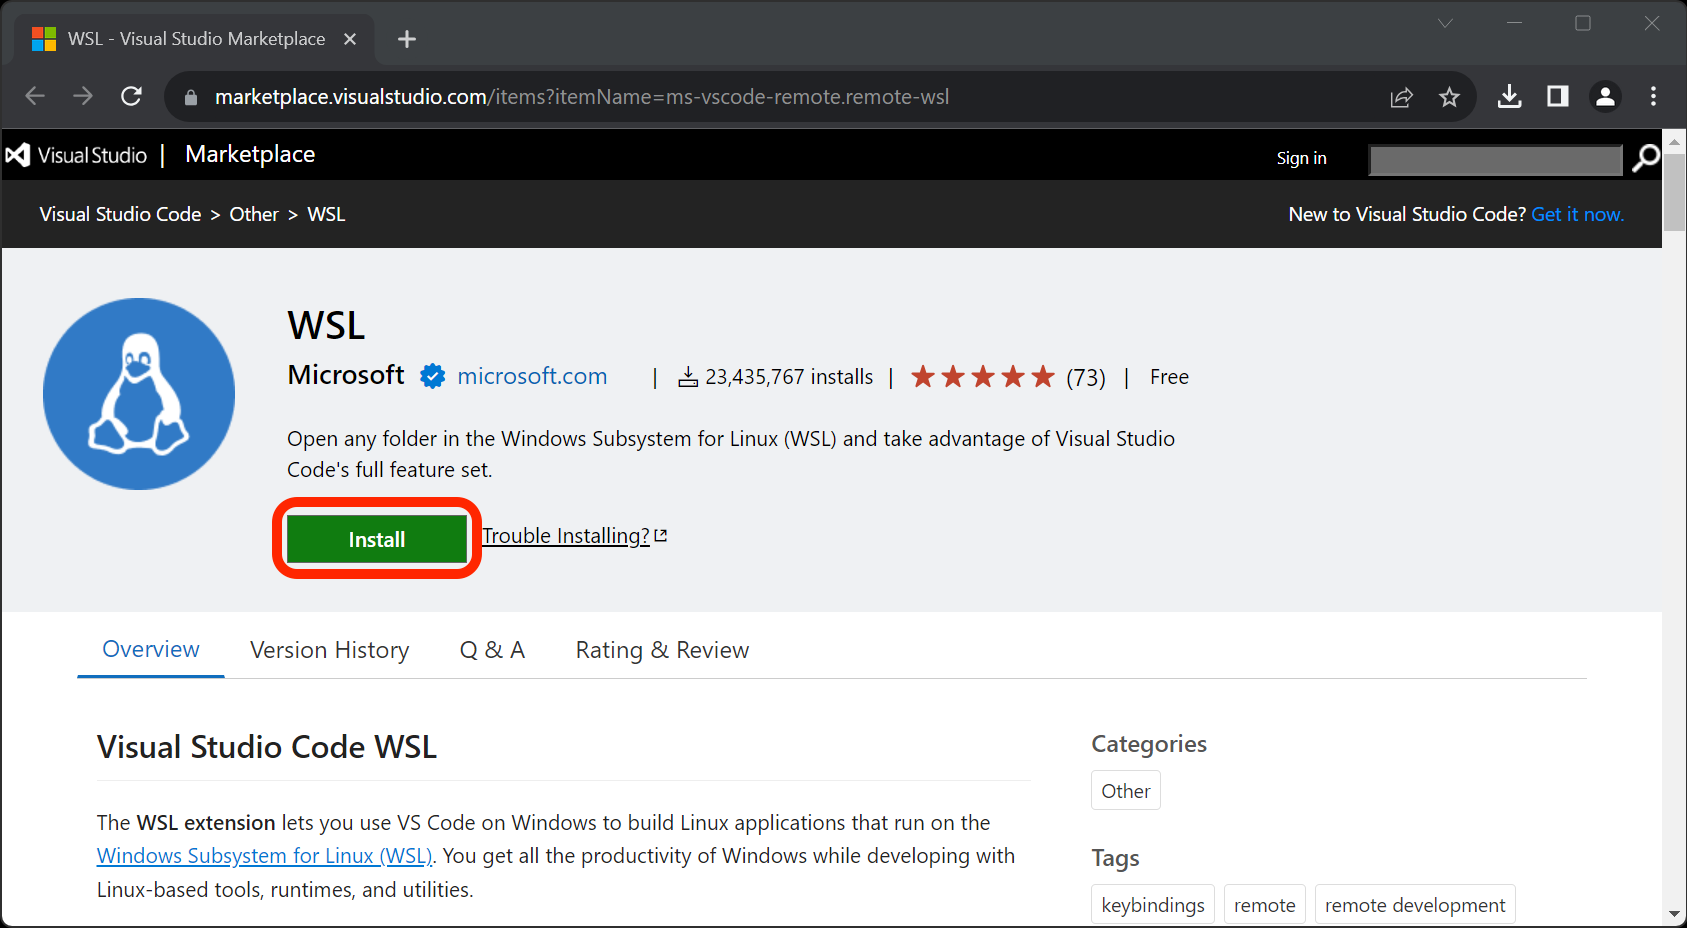 WSL - Visual Studio Marketplace
marketplace.visualstudio.com/items?itemName=ms-vscode-remote.remote-wsl
Visual Studio | Marketplace
Sign in
Visual Studio Code > Other > WSL
New to Visual Studio Code? Get it now.
WSL
Microsoft microsoft.com | 23,435,767 installs | (73) | Free
Open any folder in the Windows Subsystem for Linux (WSL) and take advantage of Visual Studio
Code's full feature set.
Install
Trouble Installing?
Overview Version History Q & A Rating & Review
Visual Studio Code WSL
The WSL extension lets you use VS Code on Windows to build Linux applications that run on the
Windows Subsystem for Linux (WSL). You get all the productivity of Windows while developing with
Linux-based tools, runtimes, and utilities.
Categories
Other
Tags
keybindings remote remote development